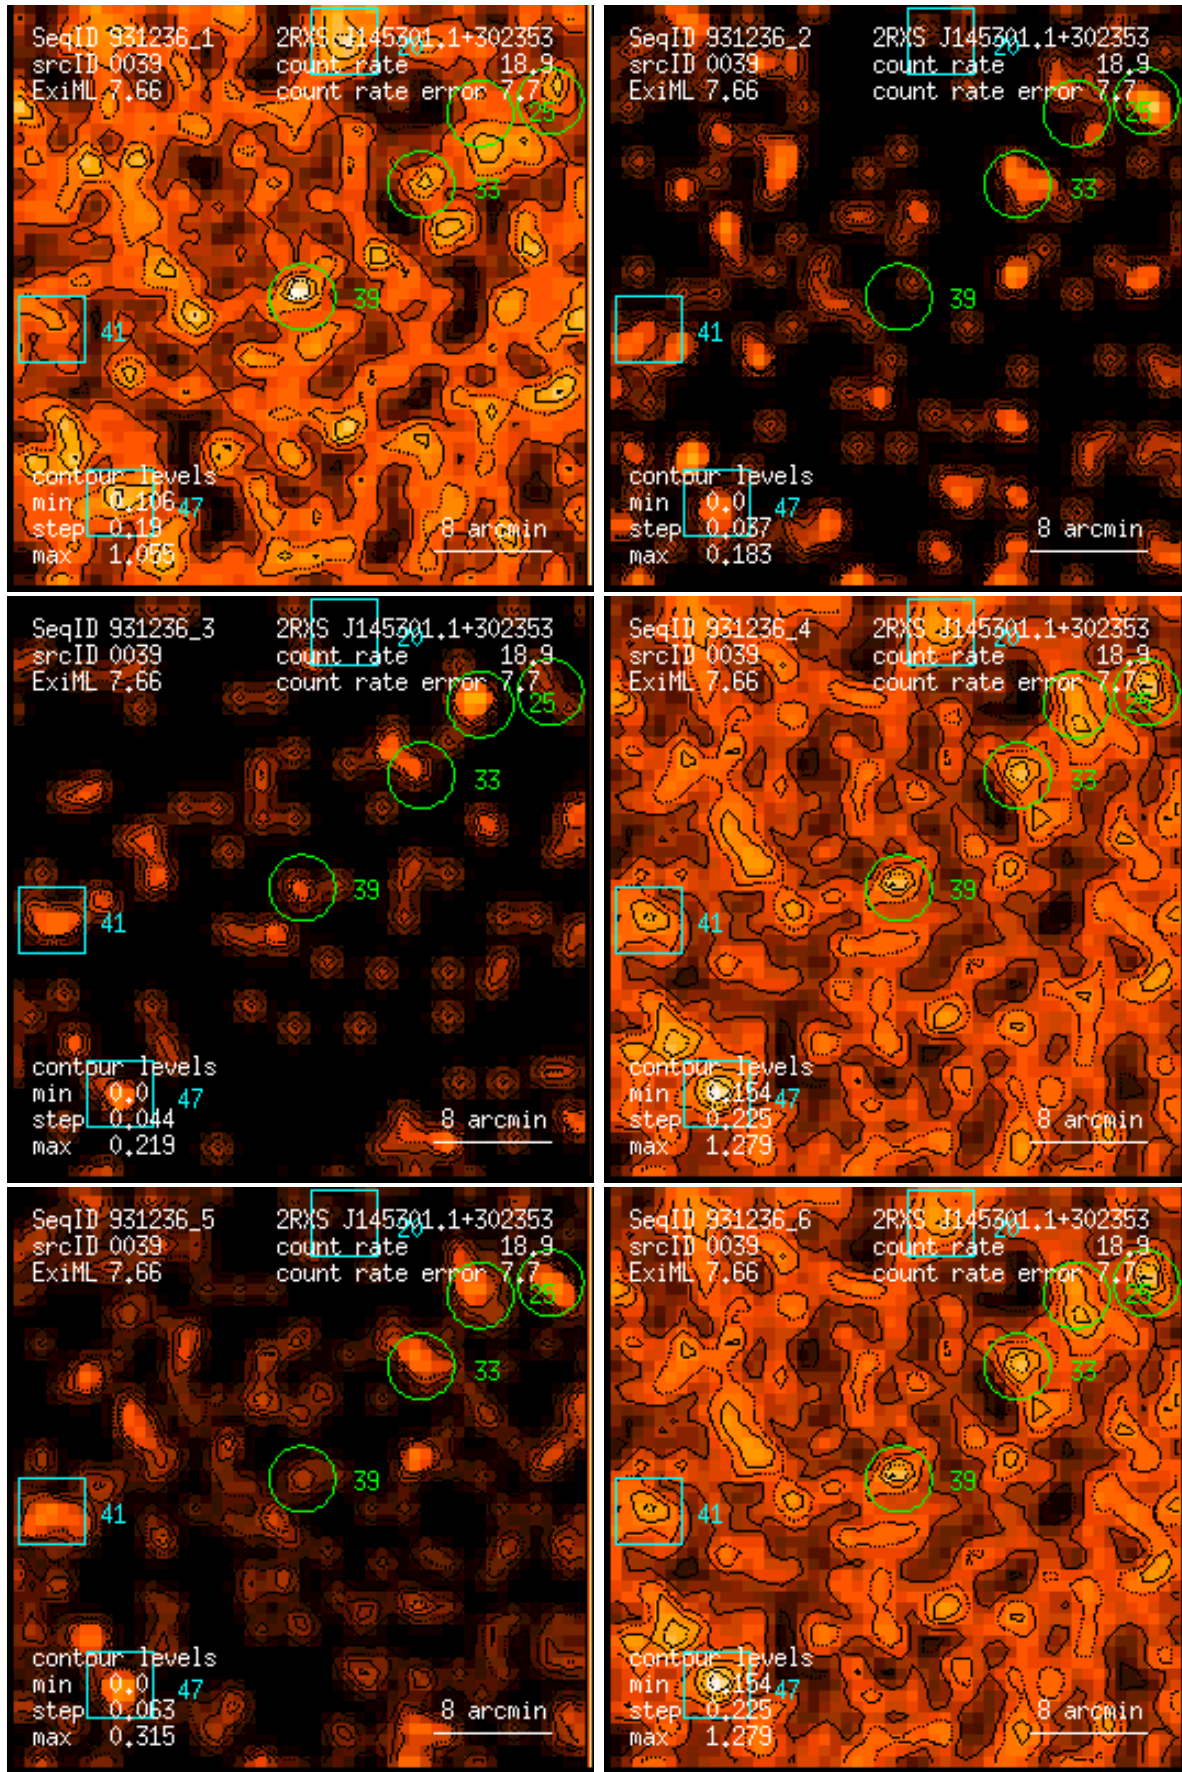 SeqID 931236_1 2RXS J145301.1+302353
srcID 0039 count rate 18.9
ExiML 7.66 count rate error 7.7
20
25
33
39
41
contour levels
min 0.106
47
step 0.19
8 arcmin
max 1.055
SeqID 931236_2 2RXS J145301.1+302353
srcID 0039 count rate 18.9
ExiML 7.66 count rate error 7.7
20
25
33
39
41
contour levels
min 0.0
47
step 0.037
8 arcmin
max 0.183
SeqID 931236_3 2RXS J145301.1+302353
srcID 0039 count rate 18.9
ExiML 7.66 count rate error 7.7
20
25
33
39
41
contour levels
min 0.0
47
step 0.044
8 arcmin
max 0.219
SeqID 931236_4 2RXS J145301.1+302353
srcID 0039 count rate 18.9
ExiML 7.66 count rate error 7.7
20
25
33
39
41
contour levels
min 0.154
47
step 0.225
8 arcmin
max 1.279
SeqID 931236_5 2RXS J145301.1+302353
srcID 0039 count rate 18.9
ExiML 7.66 count rate error 7.7
20
25
33
39
41
contour levels
min 0.0
47
step 0.063
8 arcmin
max 0.315
SeqID 931236_6 2RXS J145301.1+302353
srcID 0039 count rate 18.9
ExiML 7.66 count rate error 7.7
20
25
33
39
41
contour levels
min 0.154
47
step 0.225
8 arcmin
max 1.279